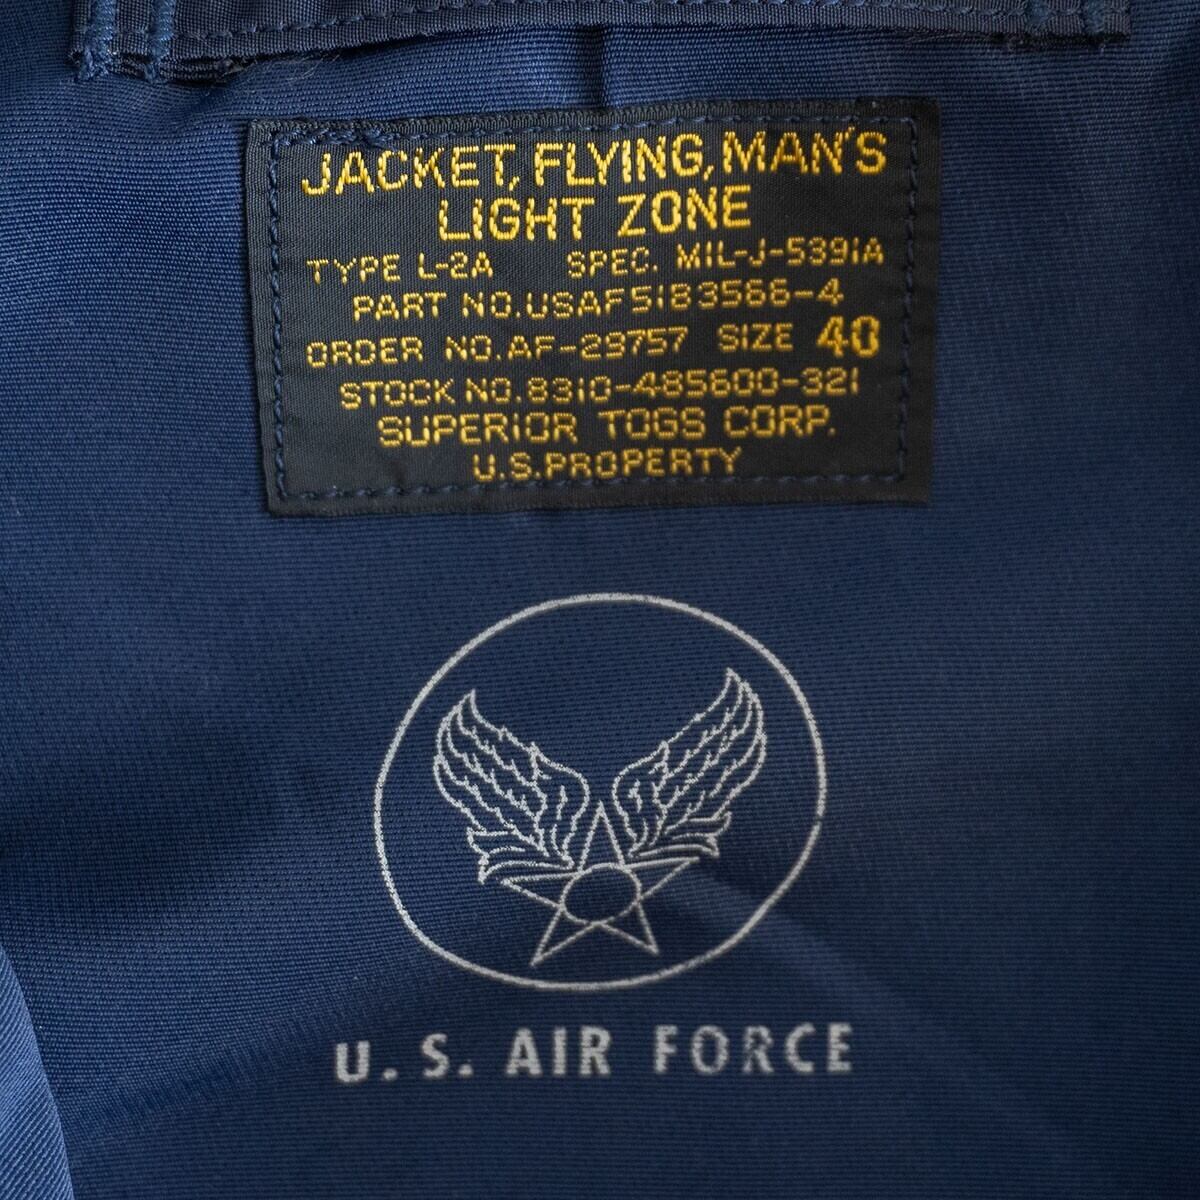 JACKET, FLYING, MAN'S
LIGHT ZONE
TYPE L-2A SPEC. MIL-J-5391A
PART NO. USAF5183566-4
ORDER NO. AF-29757 SIZE 40
STOCK NO. 8310-485600-321
SUPERIOR TOGS CORP.
U.S. PROPERTY
U. S. AIR FORCE